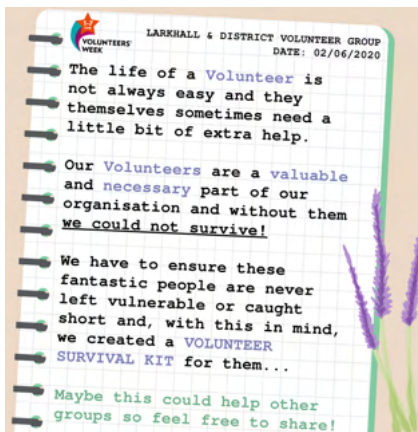 VOLUNTEERS'
WEEK
LARKHALL & DISTRICT VOLUNTEER GROUP
DATE: 02/06/2020
The life of a Volunteer is
not always easy and they
themselves sometimes need a
little bit of extra help.
Our Volunteers are a valuable
and necessary part of our
organisation and without them
we could not survive!
We have to ensure these
fantastic people are never
left vulnerable or caught
short and, with this in mind,
we created a VOLUNTEER
SURVIVAL KIT for them...
Maybe this could help other
groups so feel free to share!